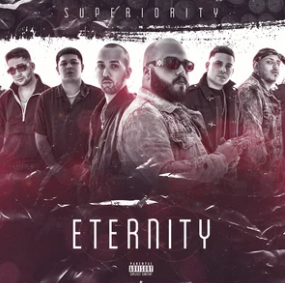 SUPERIORITY
ETERNITY
PARENTAL
ADVISORY
EXPLICIT CONTENT